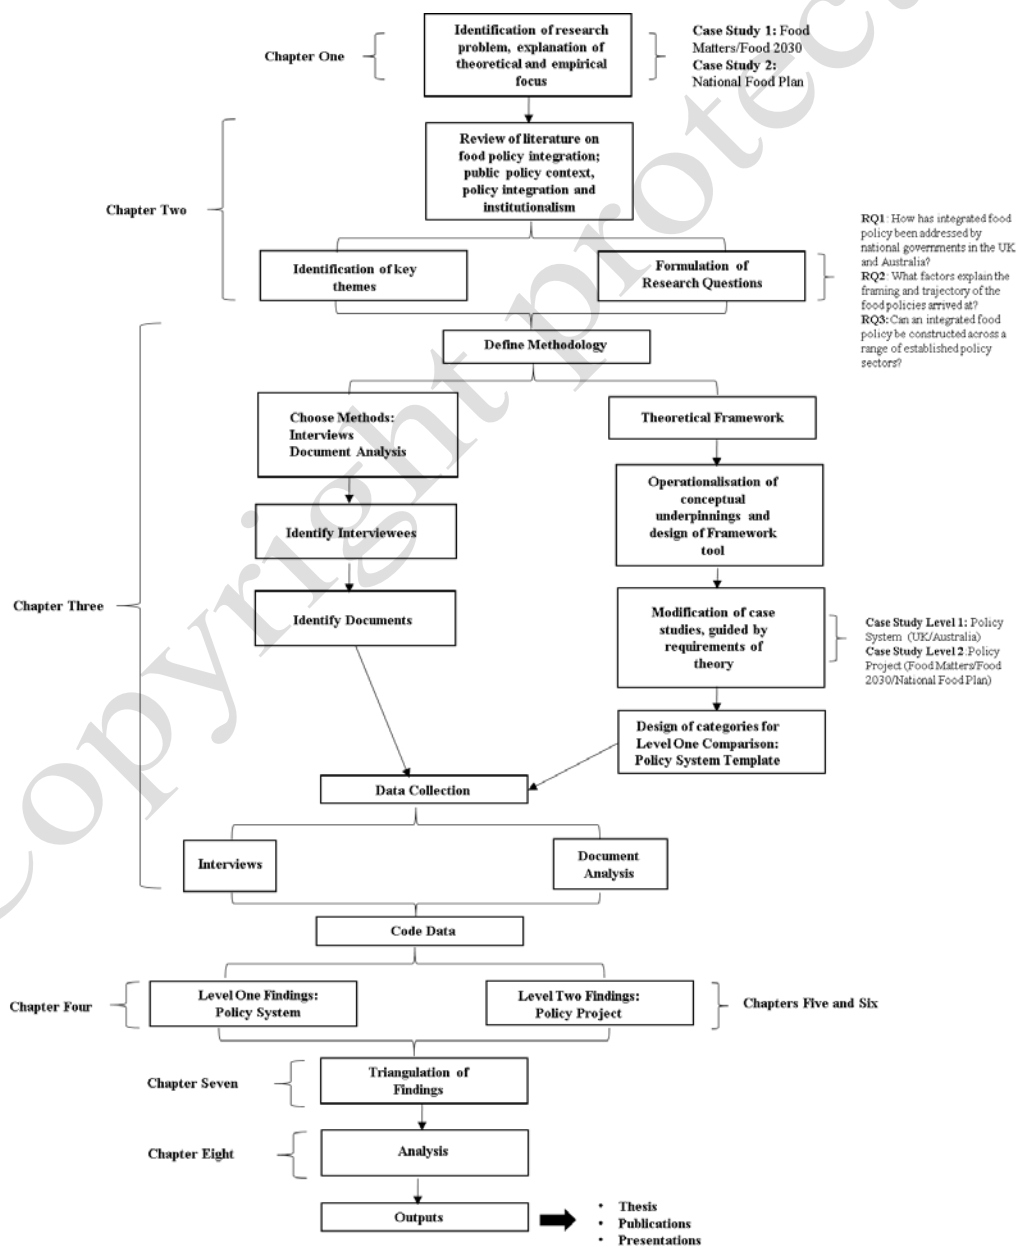 Chapter One
Identification of research
problem, explanation of
theoretical and empirical
focus
Case Study 1: Food
Matters/Food 2030
Case Study 2:
National Food Plan
Chapter Two
Review of literature on
food policy integration;
public policy context,
policy integration and
institutionalism
Identification of key
themes
Formulation of
Research Questions
RQ1: How has integrated food
policy been addressed by
national governments in the UK
and Australia?
RQ2: What factors explain the
framing and trajectory of the
food policies arrived at?
RQ3: Can an integrated food
policy be constructed across a
range of established policy
sectors?
Chapter Three
Define Methodology
Choose Methods:
Interviews
Document Analysis
Identify Interviewees
Identify Documents
Theoretical Framework
Operationalisation of
conceptual
underpinnings and
design of Framework
tool
Modification of case
studies, guided by
requirements of
theory
Case Study Level 1: Policy
System (UK/Australia)
Case Study Level 2: Policy
Project (Food Matters/Food
2030/National Food Plan)
Design of categories for
Level One Comparison:
Policy System Template
Data Collection
Interviews
Document
Analysis
Code Data
Chapter Four
Level One Findings:
Policy System
Level Two Findings:
Policy Project
Chapters Five and Six
Chapter Seven
Triangulation of
Findings
Chapter Eight
Analysis
Outputs
• Thesis
• Publications
• Presentations
Copyright protec